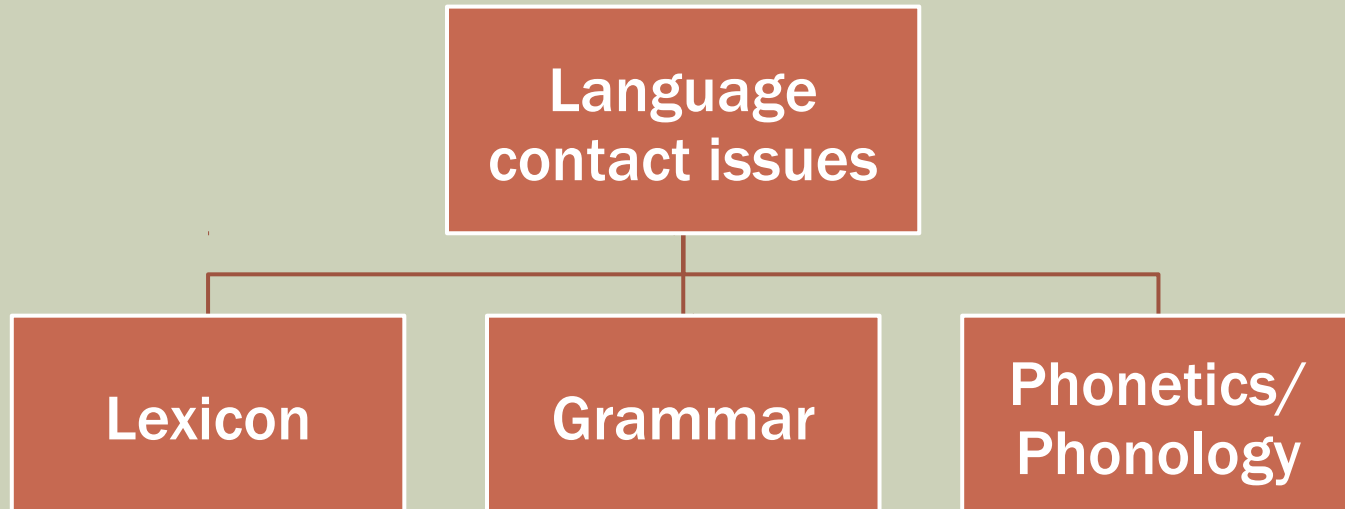 Language
contact issues
Lexicon
Grammar
Phonetics/
Phonology